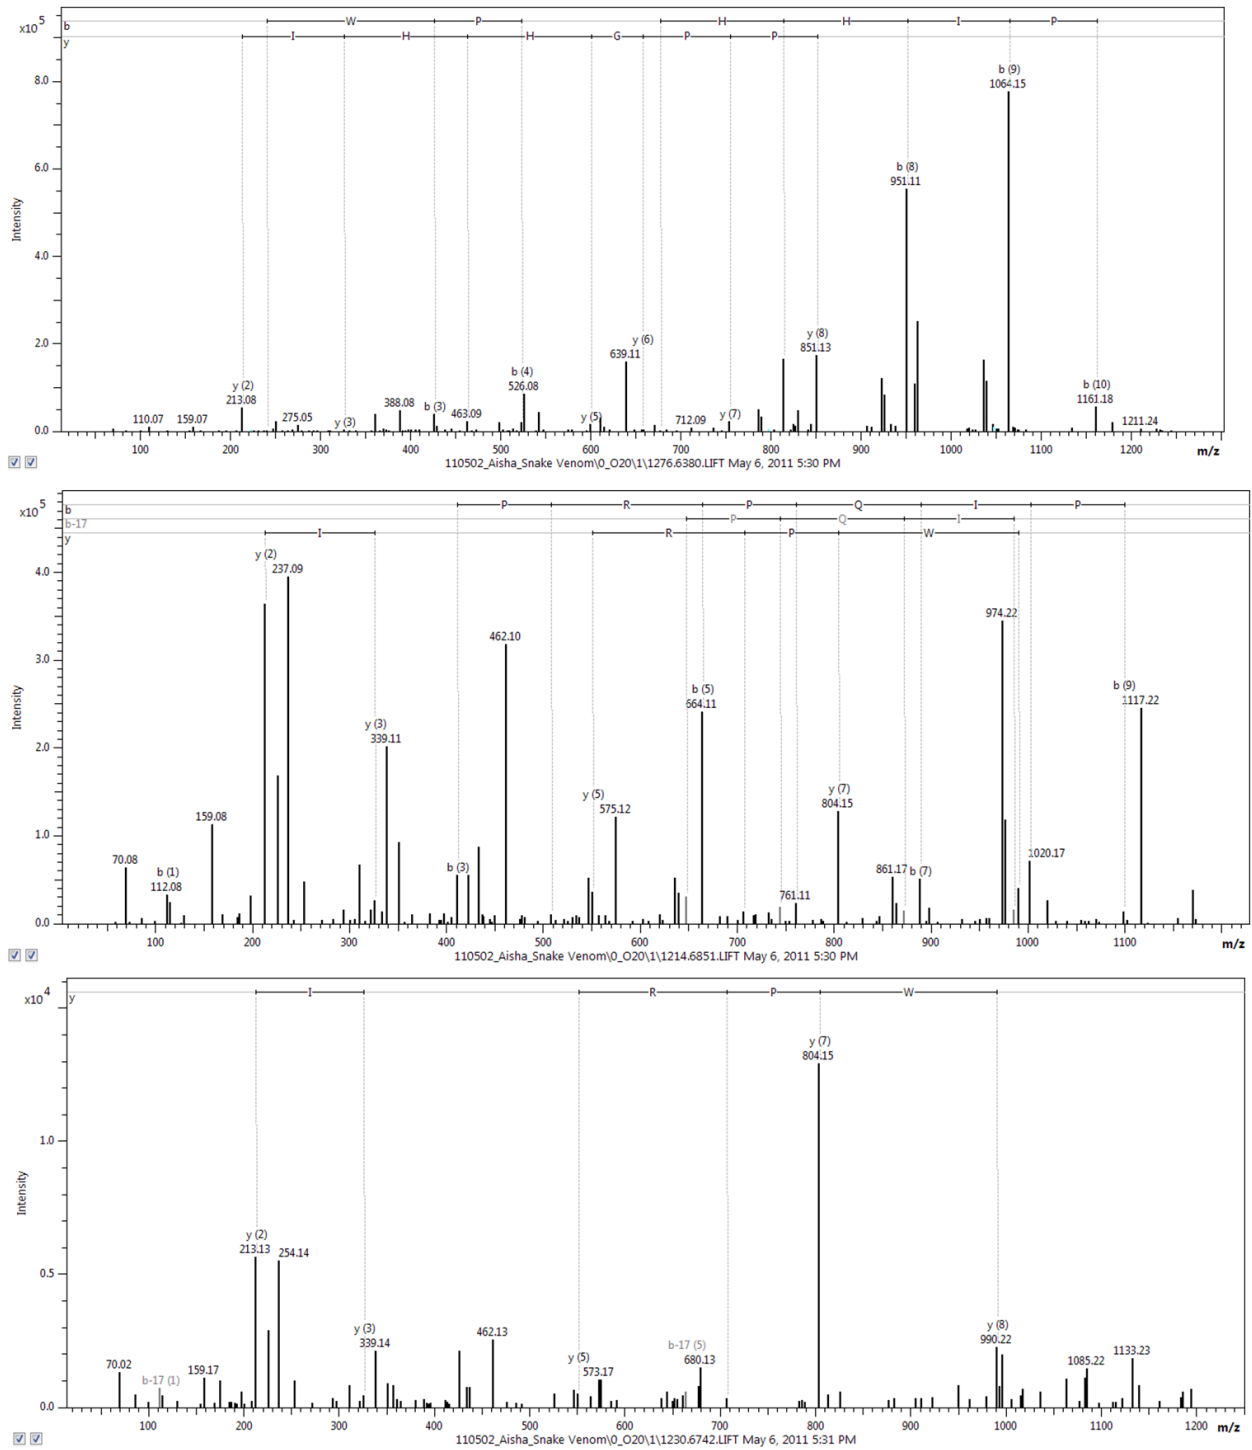 b W P H H I P
x10⁵ y I H H G P P
8.0
6.0
4.0
2.0
0.0
Intensity
b (9)
1064.15
b (8)
951.11
y (8)
851.13
y (6)
639.11
b (4)
526.08
y (2)
213.08
b (10)
1161.18
110.07 159.07 275.05 y (3) 388.08 b (3) 463.09 y (5) 712.09 y (7) 1211.24
100 200 300 400 500 600 700 800 900 1000 1100 1200 m/z
110502_Aisha_Snake Venom\0_O20\1\1276.6380.LIFT May 6, 2011 5:30 PM
x10⁵ b P R P Q I P
b-17 P Q I
y I R P W
4.0
3.0
2.0
1.0
0.0
Intensity
y (2)
237.09
974.22
462.10
b (5)
664.11
b (9)
1117.22
y (3)
339.11
y (7)
804.15
y (5)
575.12
159.08
70.08
b (1)
112.08
b (3)
761.11
861.17 b (7)
1020.17
100 200 300 400 500 600 700 800 900 1000 1100 m/z
110502_Aisha_Snake Venom\0_O20\1\1214.6851.LIFT May 6, 2011 5:30 PM
x10⁴ y I R P W
1.0
0.5
0.0
Intensity
y (7)
804.15
y (2)
213.13 254.14
y (3)
339.14
462.13
y (5)
573.17
b-17 (5)
680.13
y (8)
990.22
1085.22
1133.23
70.02
b-17 (1)
159.17
100 200 300 400 500 600 700 800 900 1000 1100 1200 m/z
110502_Aisha_Snake Venom\0_O20\1\1230.6742.LIFT May 6, 2011 5:31 PM